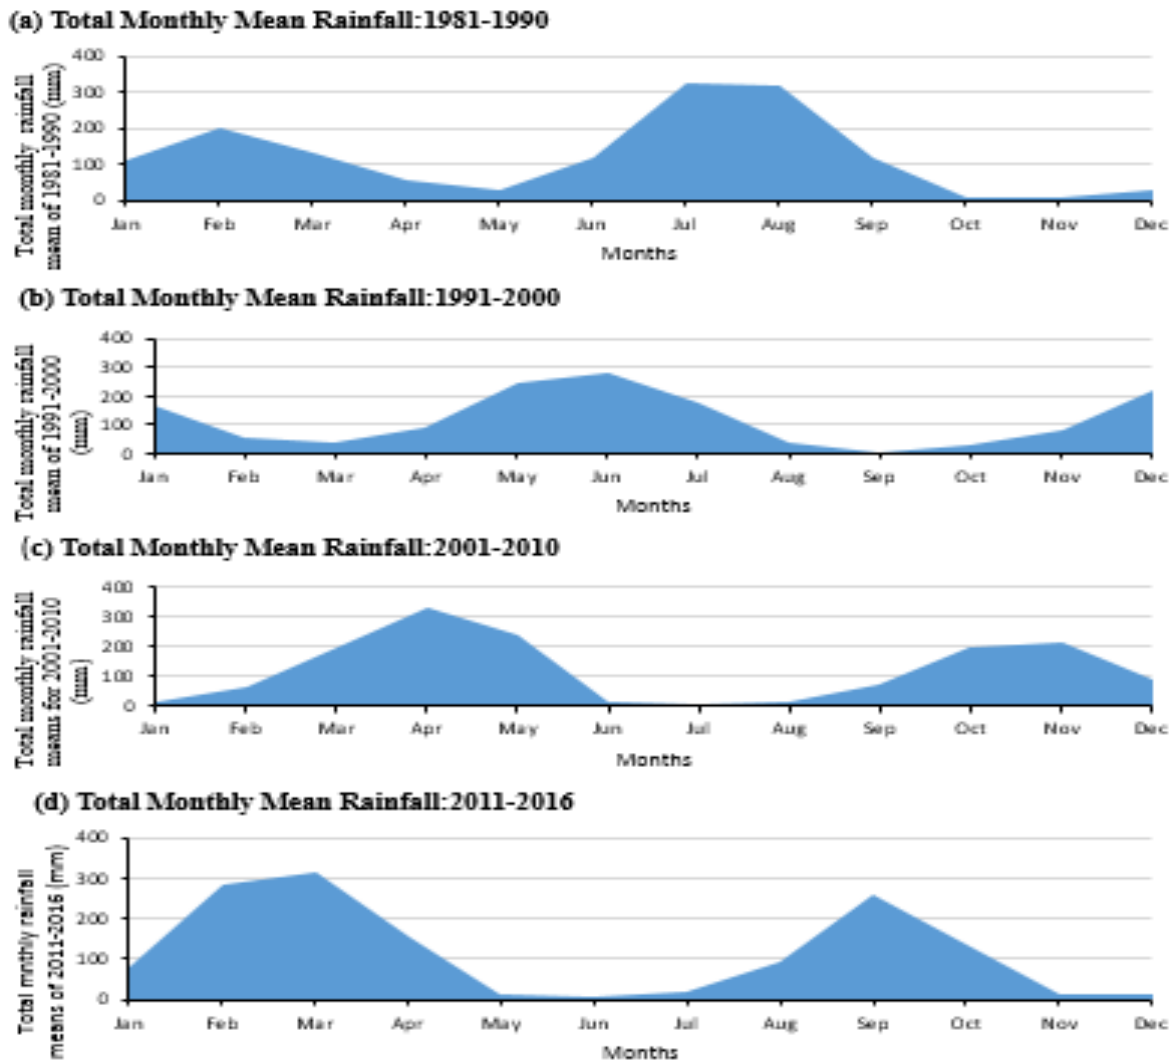 (a) Total Monthly Mean Rainfall:1981-1990
Total monthly rainfall
mean of 1981-1990 (mm)
400
300
200
100
0
Jan Feb Mar Apr May Jun Jul Aug Sep Oct Nov Dec
Months
(b) Total Monthly Mean Rainfall:1991-2000
Total monthly rainfall
mean of 1991-2000
(mm)
400
300
200
100
0
Jan Feb Mar Apr May Jun Jul Aug Sep Oct Nov Dec
Months
(c) Total Monthly Mean Rainfall:2001-2010
Total monthly rainfall
means for 2001-2010
(mm)
400
300
200
100
0
Jan Feb Mar Apr May Jun Jul Aug Sep Oct Nov Dec
Months
(d) Total Monthly Mean Rainfall:2011-2016
Total mnthly rainfall
means of 2011-2016 (mm)
400
300
200
100
0
Jan Feb Mar Apr May Jun Jul Aug Sep Oct Nov Dec
Months